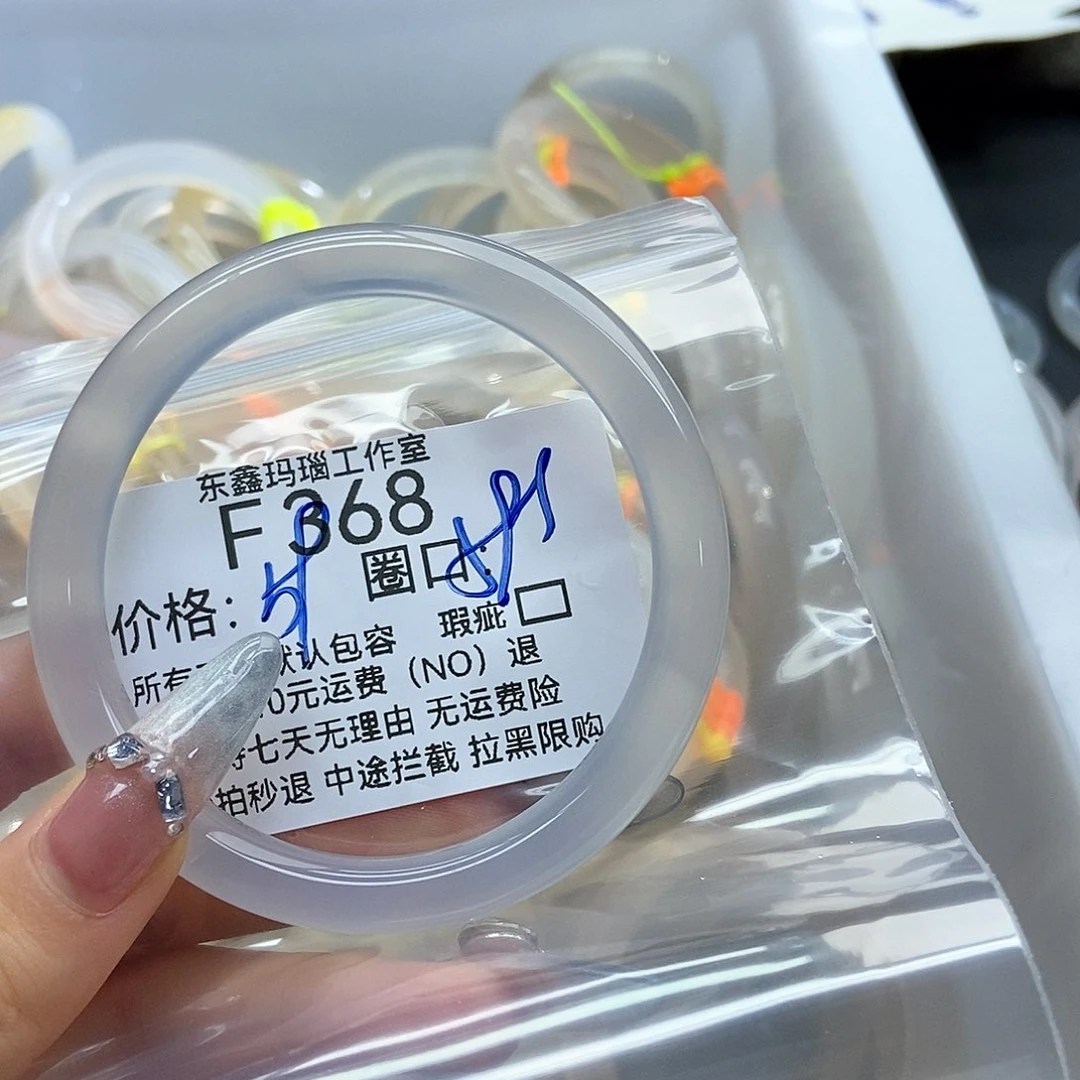 东鑫玛瑙工作室
F 368
圈口:
价格:
瑕疵
所有 默认包容
0元运费（NO）退
七天无理由 无运费险
拍秒退 中途拦截 拉黑限购